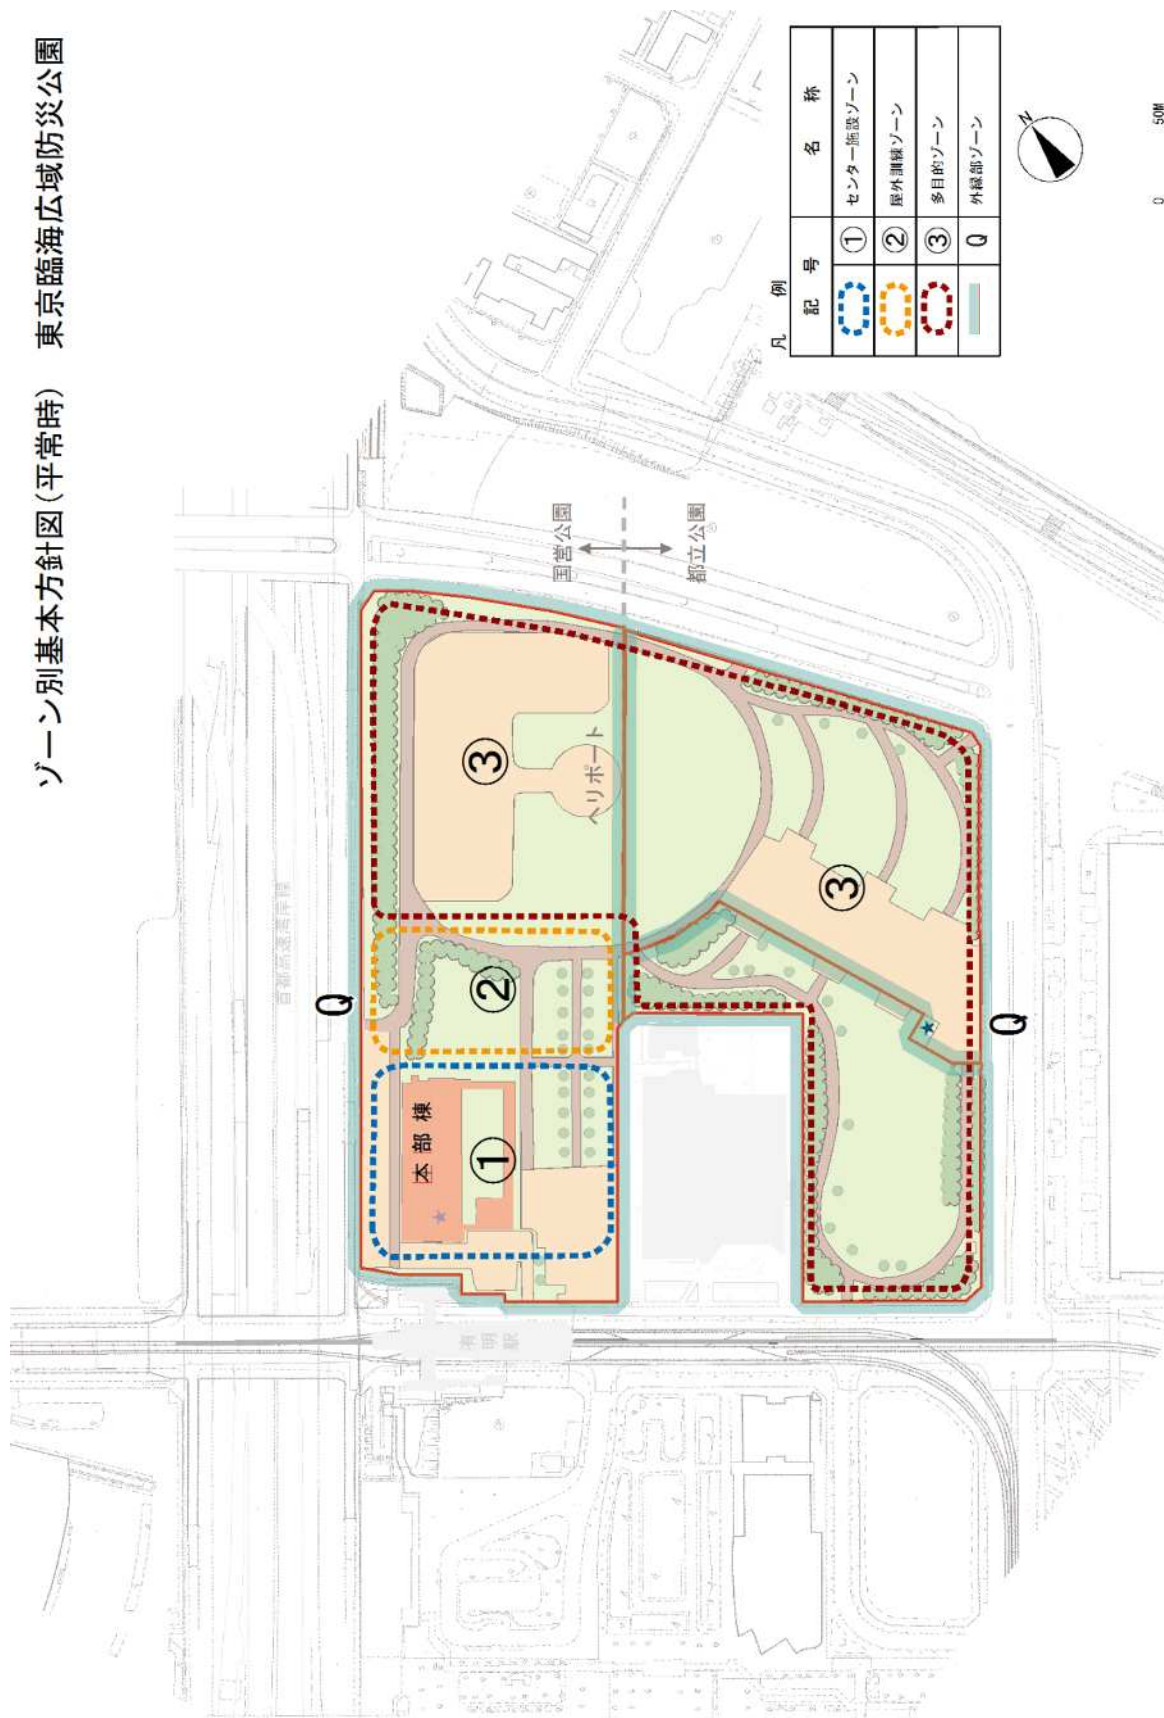 ゾーン別基本方針図(平常時)　東京臨海広域防災公園
凡　例
記　号　名　称
① センター施設ゾーン
② 屋外訓練ゾーン
③ 多目的ゾーン
Q 外縁部ゾーン
N
0 50M
国営公園
都立公園
首都高速湾岸線
Q
③
ヘリポート
②
本部棟
①
③
Q
有明駅